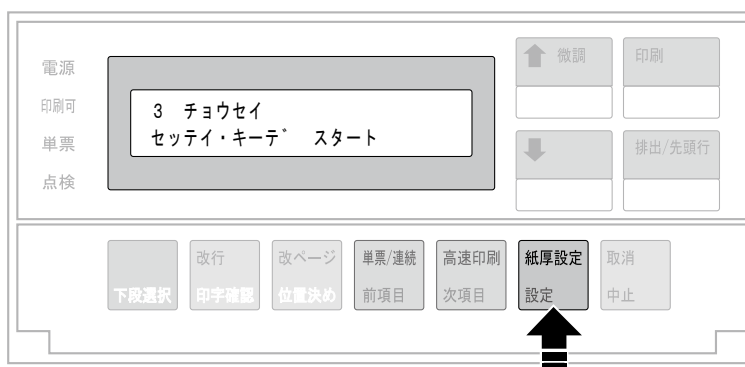 電源
印刷可
単票
点検
3 チョウセイ
セッテイ・キーデ スタート
微調
印刷
排出/先頭行
下段選択
改行
印字確認
改ページ
位置決め
単票/連続
前項目
高速印刷
次項目
紙厚設定
設定
取消
中止